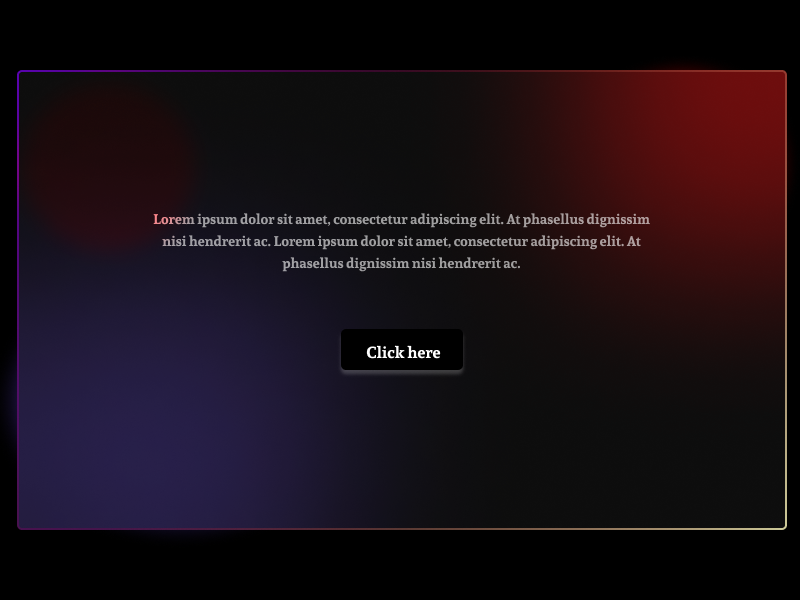 Lorem ipsum dolor sit amet, consectetur adipiscing elit. At phasellus dignissim
nisi hendrerit ac. Lorem ipsum dolor sit amet, consectetur adipiscing elit. At
phasellus dignissim nisi hendrerit ac.
Click here